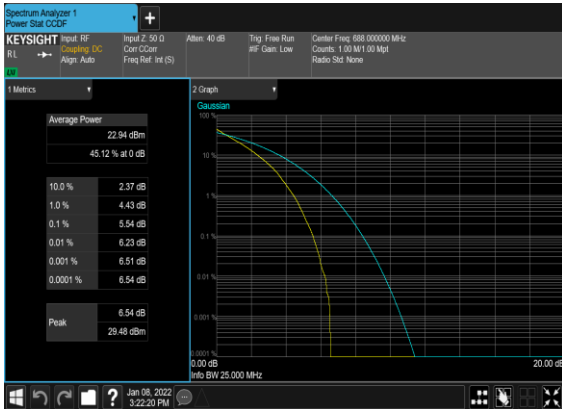 Spectrum Analyzer 1
Power Stat CCDF
+
KEYSIGHT
RL
Input: RF
Coupling: DC
Align: Auto
Input Z: 50 Ω
Corr CCorr
Freq Ref: Int (S)
Atten: 40 dB
Trig: Free Run
#IF Gain: Low
Center Freq: 688.000000 MHz
Counts: 1.00 M/1.00 Mpt
Radio Std: None
1 Metrics
Average Power
22.94 dBm
45.12 % at 0 dB
10.0 % 2.37 dB
1.0 % 4.43 dB
0.1 % 5.54 dB
0.01 % 6.23 dB
0.001 % 6.51 dB
0.0001 % 6.54 dB
Peak
6.54 dB
29.48 dBm
2 Graph
Gaussian
100 %
10 %
1 %
0.1 %
0.01 %
0.001 %
0.0001 %
0.00 dB 20.00 dB
Info BW 25.000 MHz
?
Jan 08, 2022
3:22:20 PM